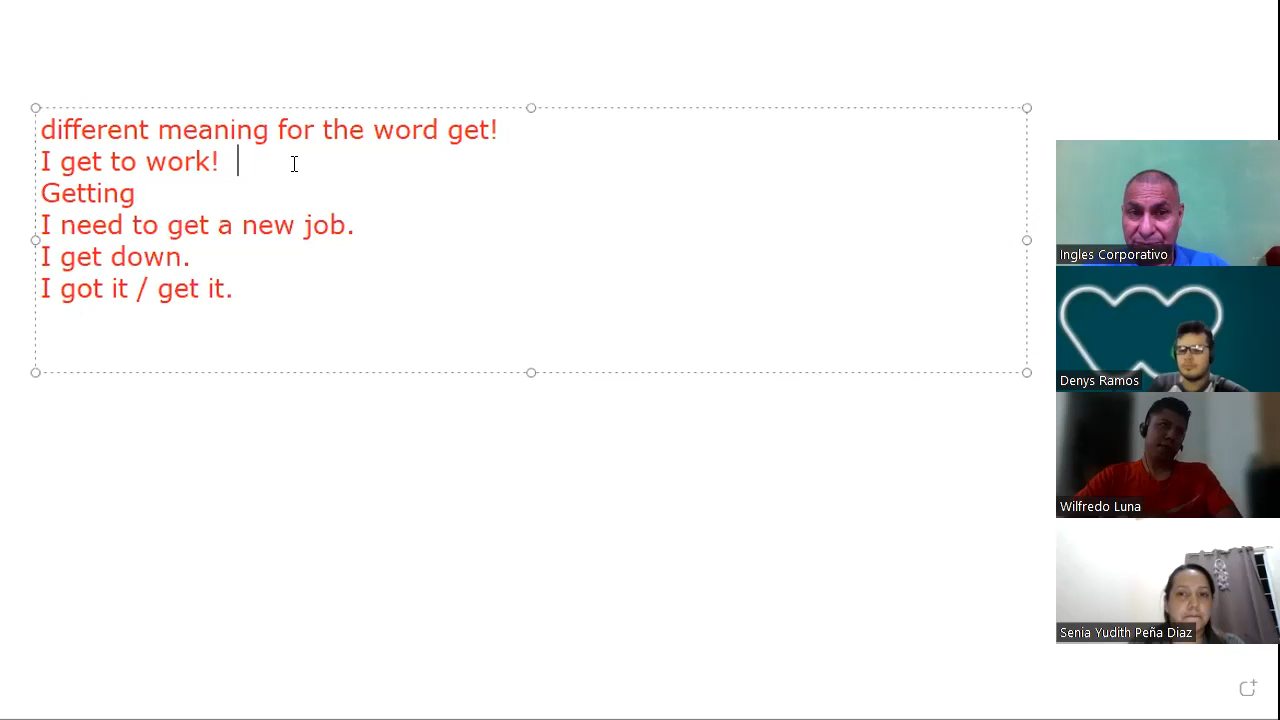 different meaning for the word get!
I get to work!
Getting
I need to get a new job.
I get down.
I got it / get it.
Ingles Corporativo
Denys Ramos
Wilfredo Luna
Senia Yudith Peña Diaz